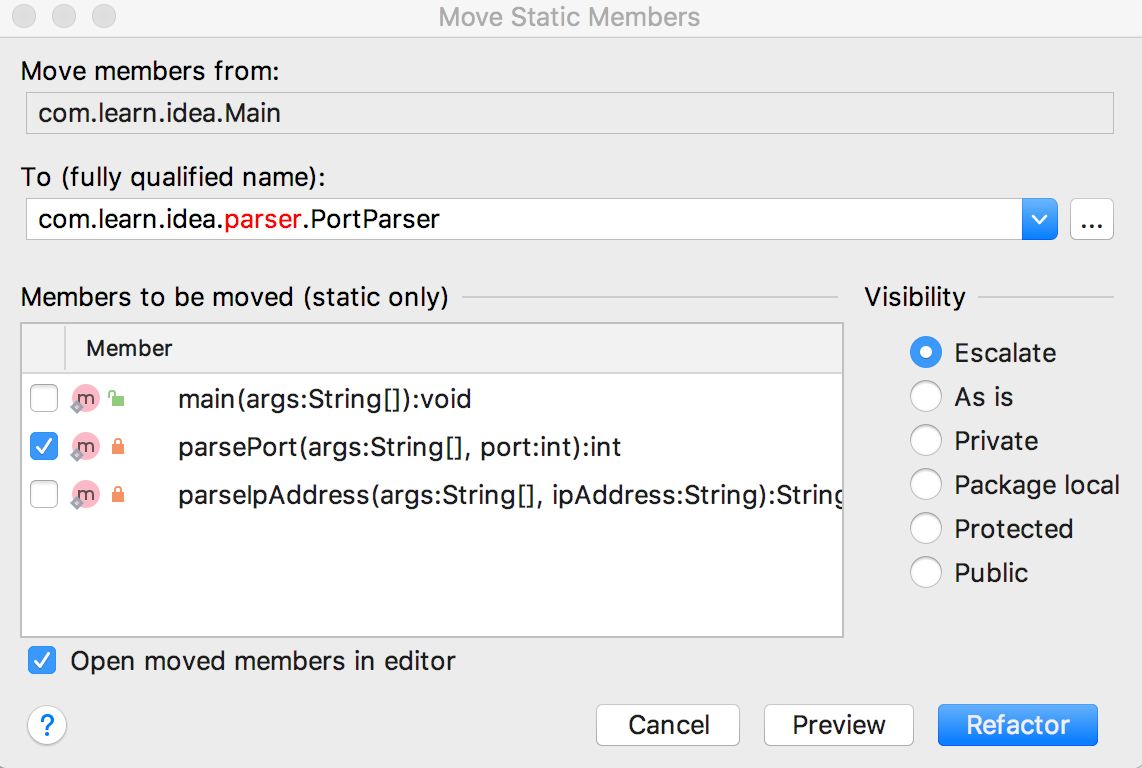 Move Static Members
Move members from:
com.learn.idea.Main
To (fully qualified name):
com.learn.idea.parser.PortParser
...
Members to be moved (static only)
Visibility
Member
m main(args:String[]):void
m parsePort(args:String[], port:int):int
m parseIpAddress(args:String[], ipAddress:String):String
Escalate
As is
Private
Package local
Protected
Public
Open moved members in editor
?
Cancel
Preview
Refactor